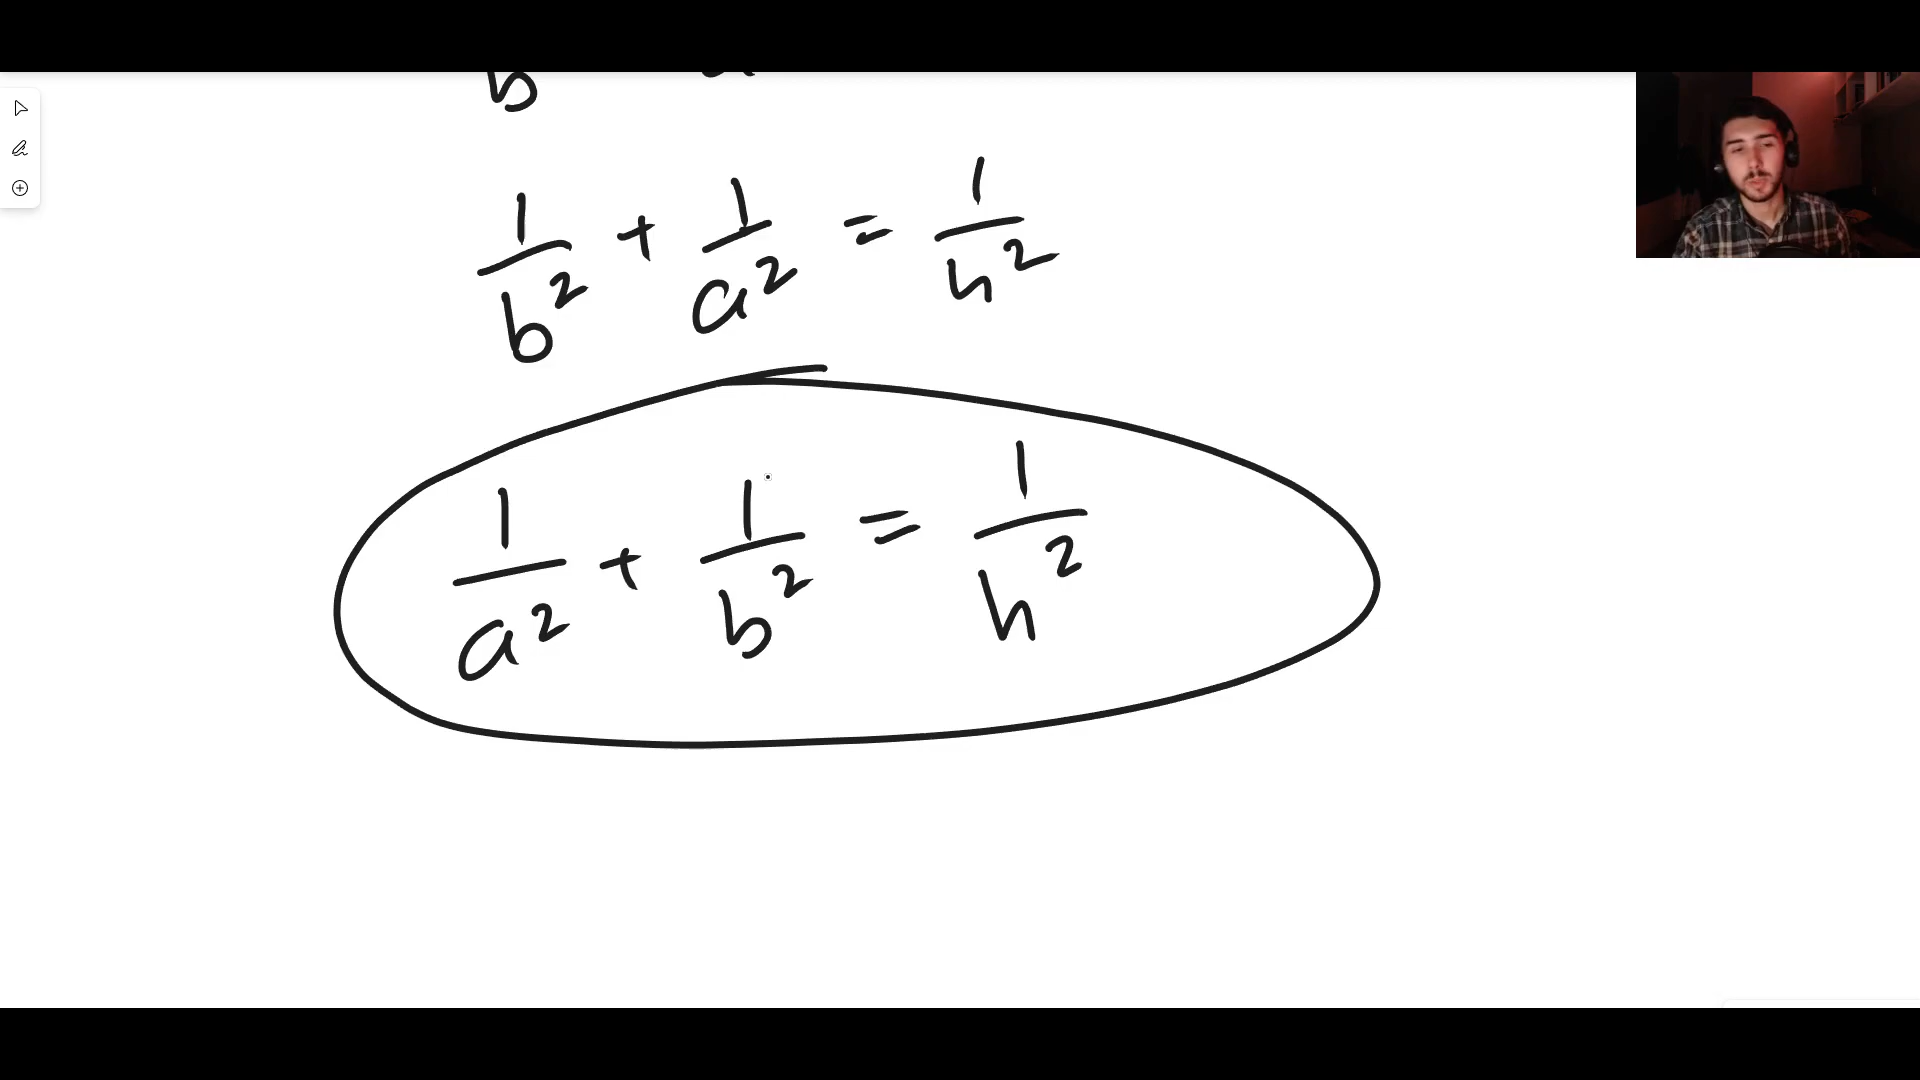 b a
1/b² + 1/a² = 1/h²
1/a² + 1/b² = 1/h²